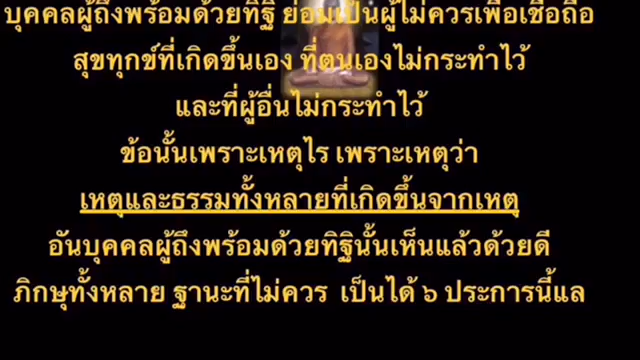 บุคคลผู้ถึงพร้อมด้วยทิฐิ ย่อมเป็นผู้ไม่ควรเพื่อเชื่อถือ
สุขทุกข์ที่เกิดขึ้นเอง ที่ตนเองไม่กระทำไว้
และที่ผู้อื่นไม่กระทำไว้
ข้อนั้นเพราะเหตุไร เพราะเหตุว่า
เหตุและธรรมทั้งหลายที่เกิดขึ้นจากเหตุ
อันบุคคลผู้ถึงพร้อมด้วยทิฐินั้นเห็นแล้วด้วยดี
ภิกษุทั้งหลาย ฐานะที่ไม่ควร เป็นได้ ๖ ประการนี้แล